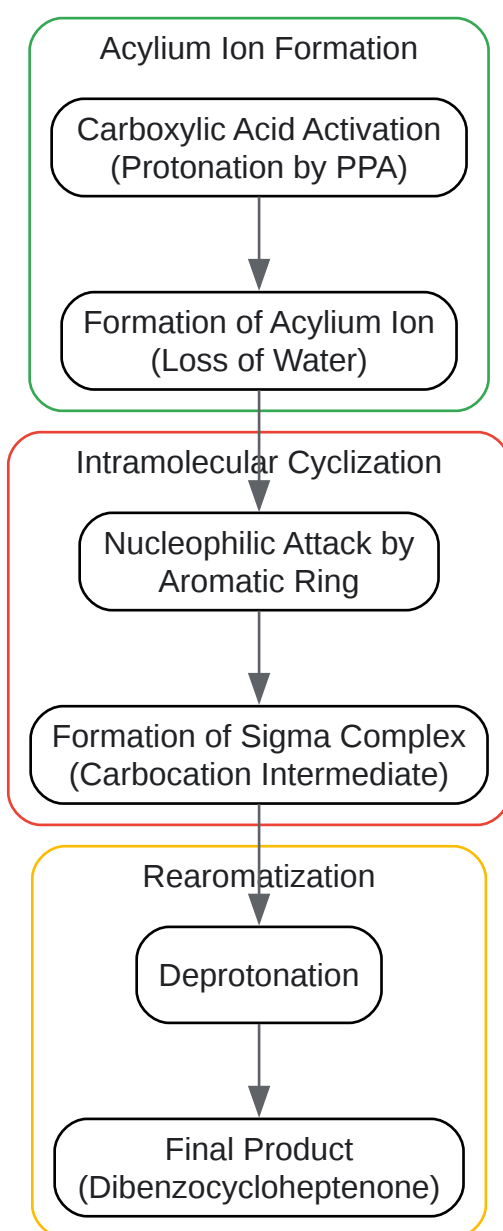 Acylium Ion Formation
Carboxylic Acid Activation
(Protonation by PPA)
Formation of Acylium Ion
(Loss of Water)
Intramolecular Cyclization
Nucleophilic Attack by
Aromatic Ring
Formation of Sigma Complex
(Carbocation Intermediate)
Rearomatization
Deprotonation
Final Product
(Dibenzocycloheptenone)